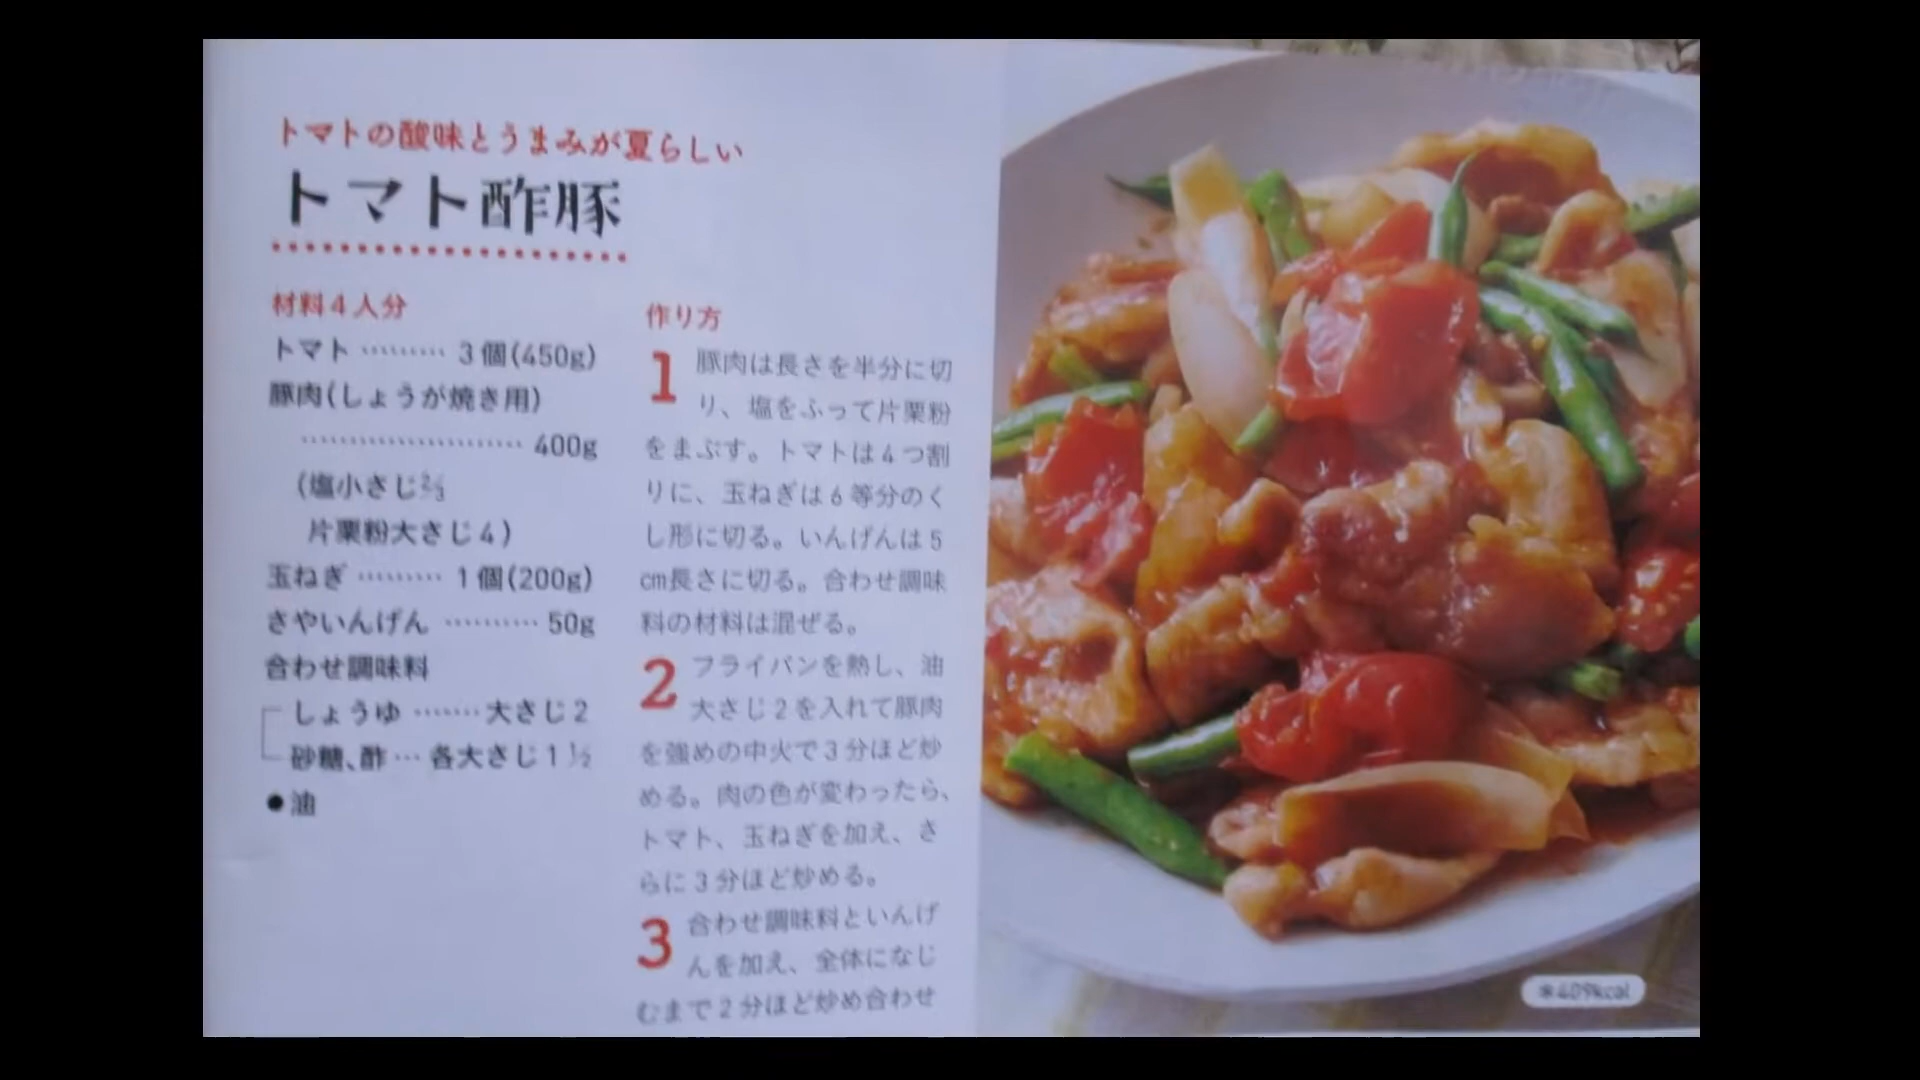 トマトの酸味とうまみが夏らしい
トマト酢豚
材料4人分
トマト ……… 3個(450g)
豚肉(しょうが焼き用)
…………………… 400g
(塩小さじ⅔
片栗粉大さじ4)
玉ねぎ ……… 1個(200g)
さやいんげん ……… 50g
合わせ調味料
しょうゆ ……大さじ2
砂糖、酢 … 各大さじ1½
●油
作り方
1 豚肉は長さを半分に切
り、塩をふって片栗粉
をまぶす。トマトは4つ割
りに、玉ねぎは6等分のく
し形に切る。いんげんは5
cm長さに切る。合わせ調味
料の材料は混ぜる。
2 フライパンを熱し、油
大さじ2を入れて豚肉
を強めの中火で3分ほど炒
める。肉の色が変わったら、
トマト、玉ねぎを加え、さ
らに3分ほど炒める。
3 合わせ調味料といんげ
んを加え、全体になじ
むまで2分ほど炒め合わせ
409kcal